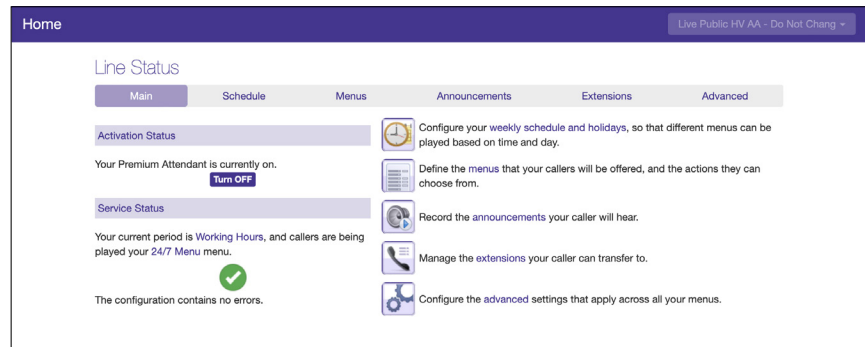 Home
Live Public HV AA - Do Not Chang
Line Status
Main
Schedule
Menus
Announcements
Extensions
Advanced
Activation Status
Your Premium Attendant is currently on.
Turn OFF
Service Status
Your current period is Working Hours, and callers are being
played your 24/7 Menu menu.
The configuration contains no errors.
Configure your weekly schedule and holidays, so that different menus can be
played based on time and day.
Define the menus that your callers will be offered, and the actions they can
choose from.
Record the announcements your caller will hear.
Manage the extensions your caller can transfer to.
Configure the advanced settings that apply across all your menus.